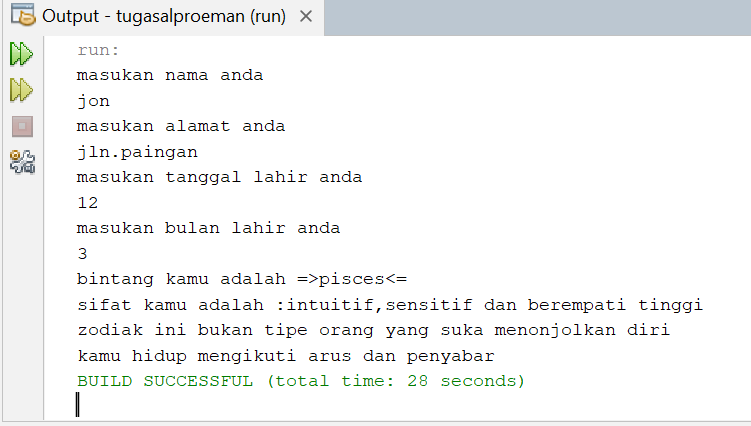 Output - tugasalproeman (run)
run:
masukan nama anda
jon
masukan alamat anda
jln.paingan
masukan tanggal lahir anda
12
masukan bulan lahir anda
3
bintang kamu adalah =>pisces<=
sifat kamu adalah :intuitif,sensitif dan berempati tinggi
zodiak ini bukan tipe orang yang suka menonjolkan diri
kamu hidup mengikuti arus dan penyabar
BUILD SUCCESSFUL (total time: 28 seconds)